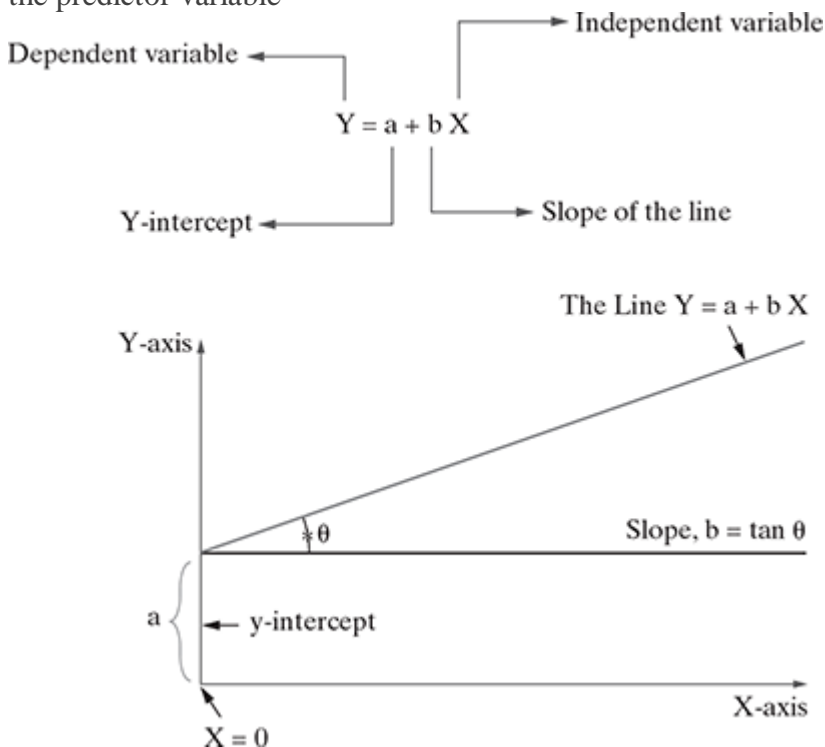 the predictor variable
Independent variable
Dependent variable
Y = a + b X
Y-intercept
Slope of the line
The Line Y = a + b X
Y-axis
θ
Slope, b = tan θ
a
y-intercept
X-axis
X = 0